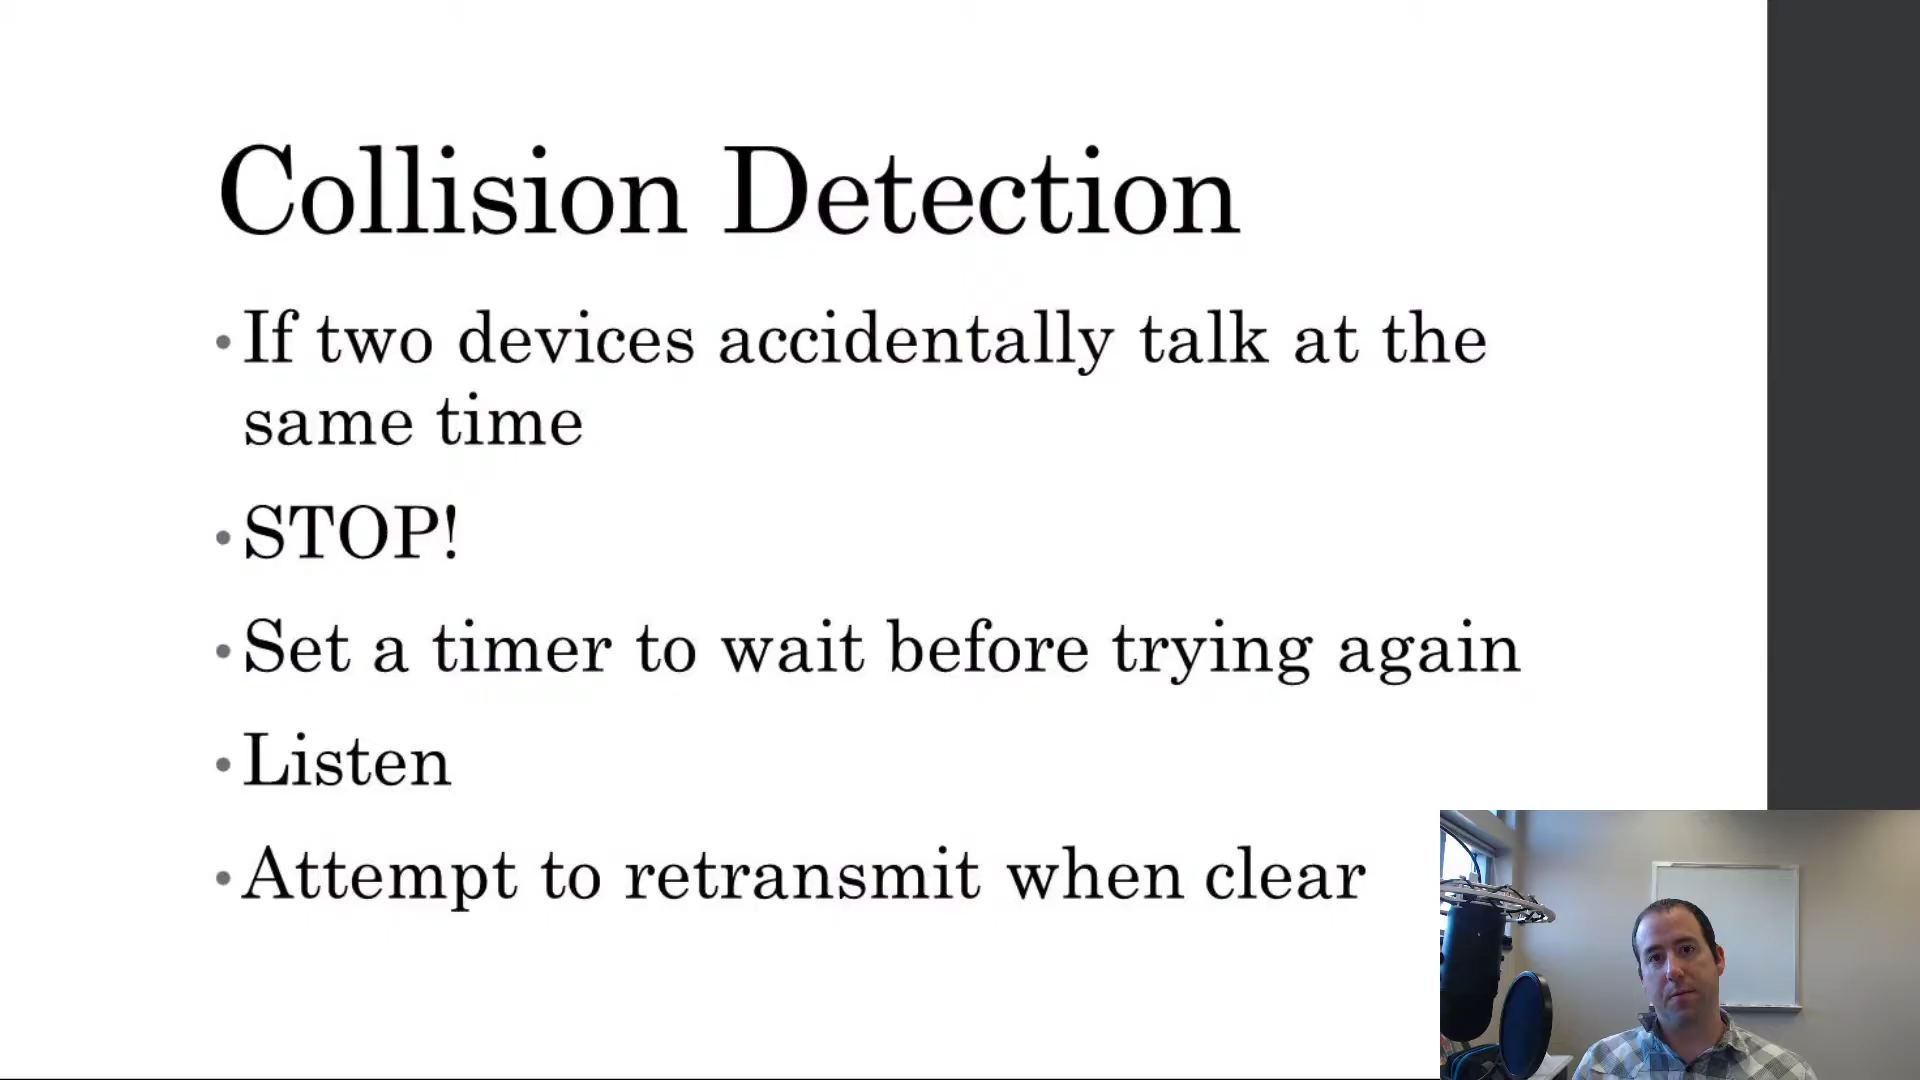 Collision Detection
•If two devices accidentally talk at the
same time
•STOP!
•Set a timer to wait before trying again
•Listen
•Attempt to retransmit when clear